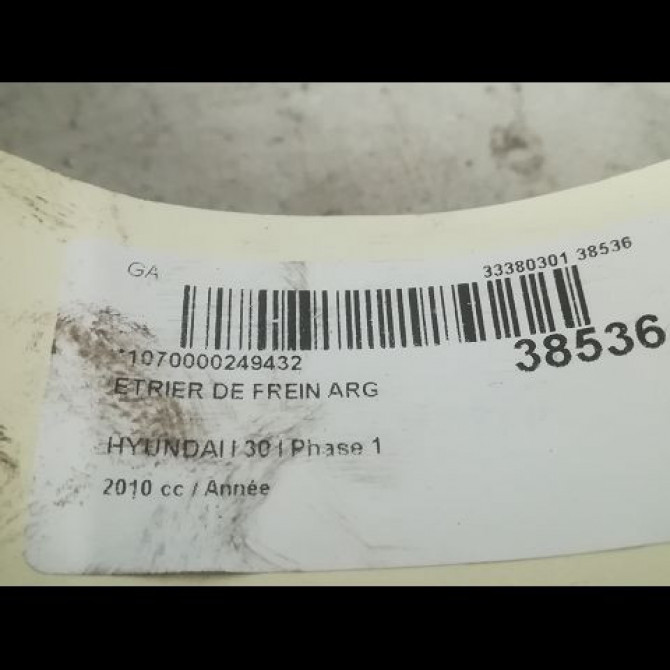 GA
33380301 38536
*1070000249432
38536
ETRIER DE FREIN ARG
HYUNDAI I 30 I Phase 1
2010 cc / Année